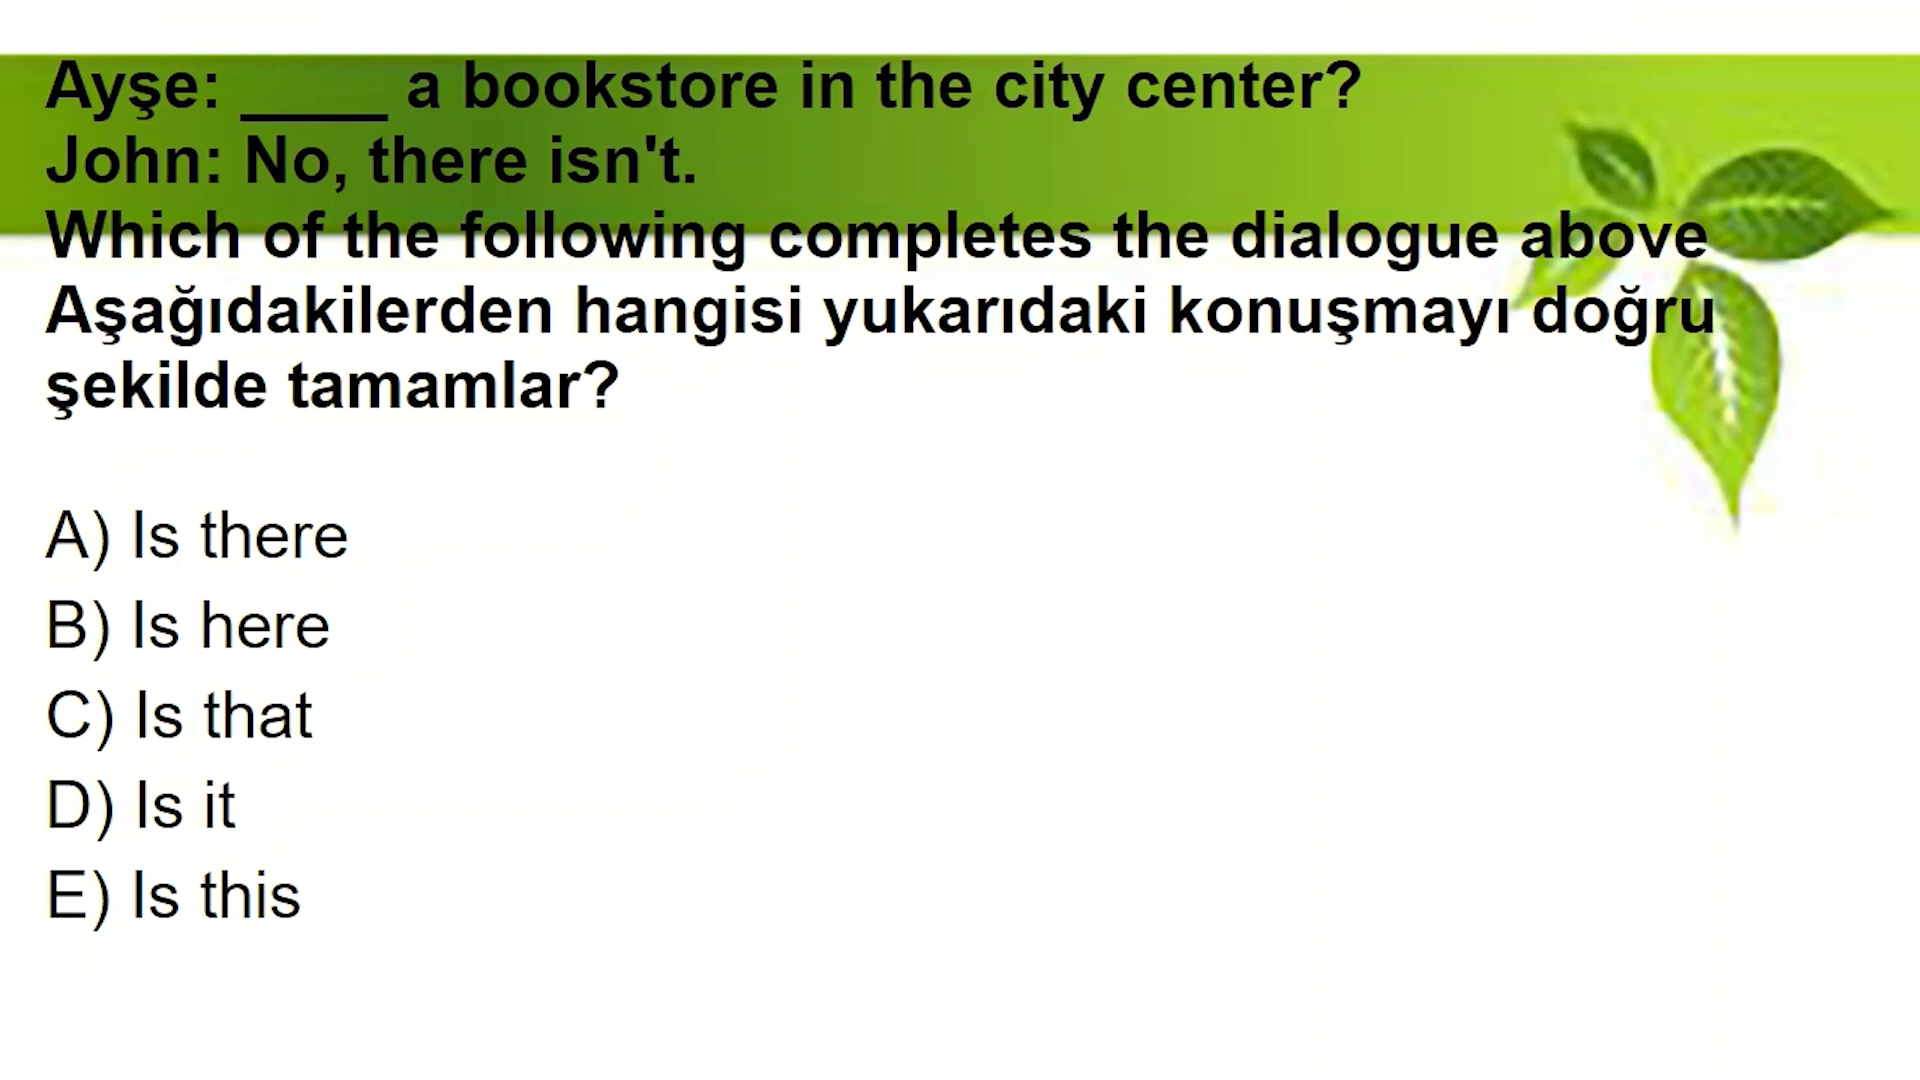 Ayşe: ____ a bookstore in the city center?
John: No, there isn't.
Which of the following completes the dialogue above
Aşağıdakilerden hangisi yukarıdaki konuşmayı doğru
şekilde tamamlar?
A) Is there
B) Is here
C) Is that
D) Is it
E) Is this